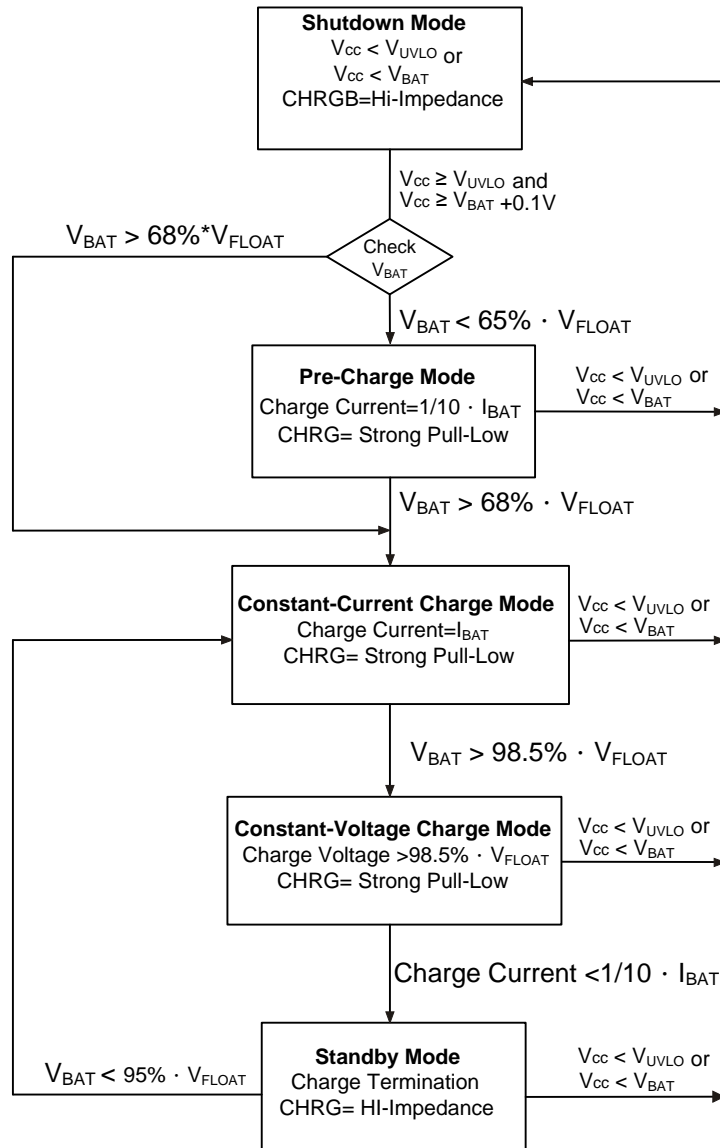 Shutdown Mode
Vcc < VUVLO or
Vcc < VBAT
CHRGB=Hi-Impedance
Vcc ≥ VUVLO and
Vcc ≥ VBAT +0.1V
VBAT > 68%*VFLOAT
Check
VBAT
VBAT < 65% · VFLOAT
Pre-Charge Mode
Charge Current=1/10 · IBAT
CHRG= Strong Pull-Low
Vcc < VUVLO or
Vcc < VBAT
VBAT > 68% · VFLOAT
Constant-Current Charge Mode
Charge Current=IBAT
CHRG= Strong Pull-Low
Vcc < VUVLO or
Vcc < VBAT
VBAT > 98.5% · VFLOAT
Constant-Voltage Charge Mode
Charge Voltage >98.5% · VFLOAT
CHRG= Strong Pull-Low
Vcc < VUVLO or
Vcc < VBAT
Charge Current <1/10 · IBAT
Standby Mode
Charge Termination
CHRG= HI-Impedance
VBAT < 95% · VFLOAT
Vcc < VUVLO or
Vcc < VBAT